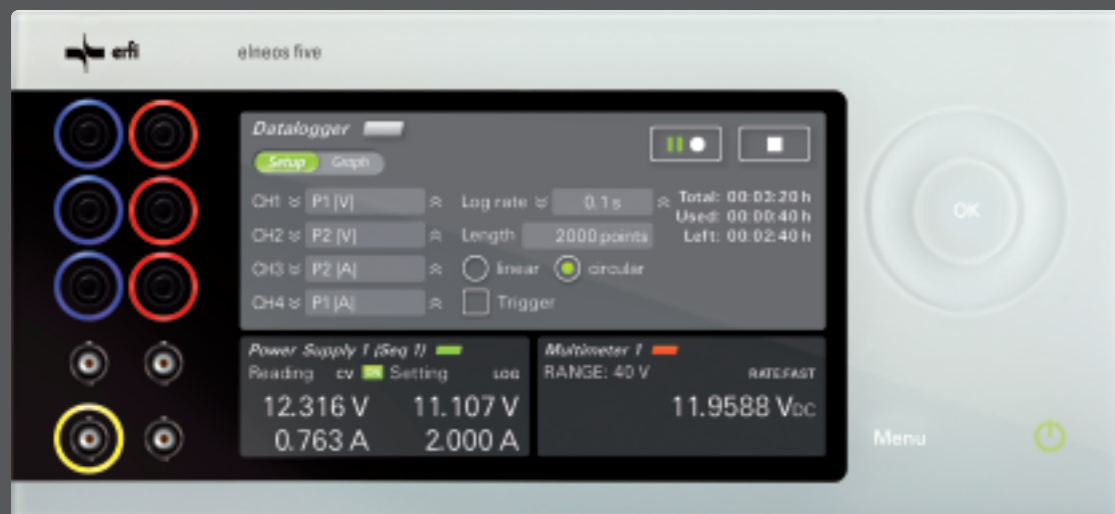 erfi elneos five
Datalogger
Setup Graph
CH1 P1 [V] Log rate 0.1 s Total: 00:03:20 h
Used: 00:00:40 h
CH2 P2 [V] Length 2000 points Left: 00:02:40 h
CH3 P2 [A] linear circular
CH4 P1 [A] Trigger
OK
Power Supply 1 (Seq 1)
Reading CV ON Setting LOG
12.316 V 11.107 V
0.763 A 2.000 A
Multimeter 1
RANGE: 40 V RATE:FAST
11.9588 VDC
Menu